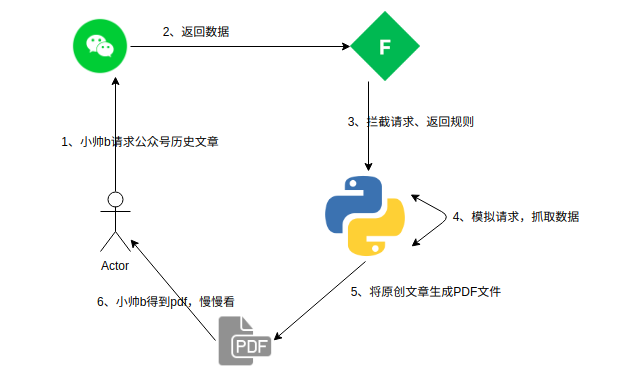 2、返回数据
F
3、拦截请求、返回规则
1、小帅b请求公众号历史文章
4、模拟请求，抓取数据
Actor
5、将原创文章生成PDF文件
6、小帅b得到pdf，慢慢看
PDF